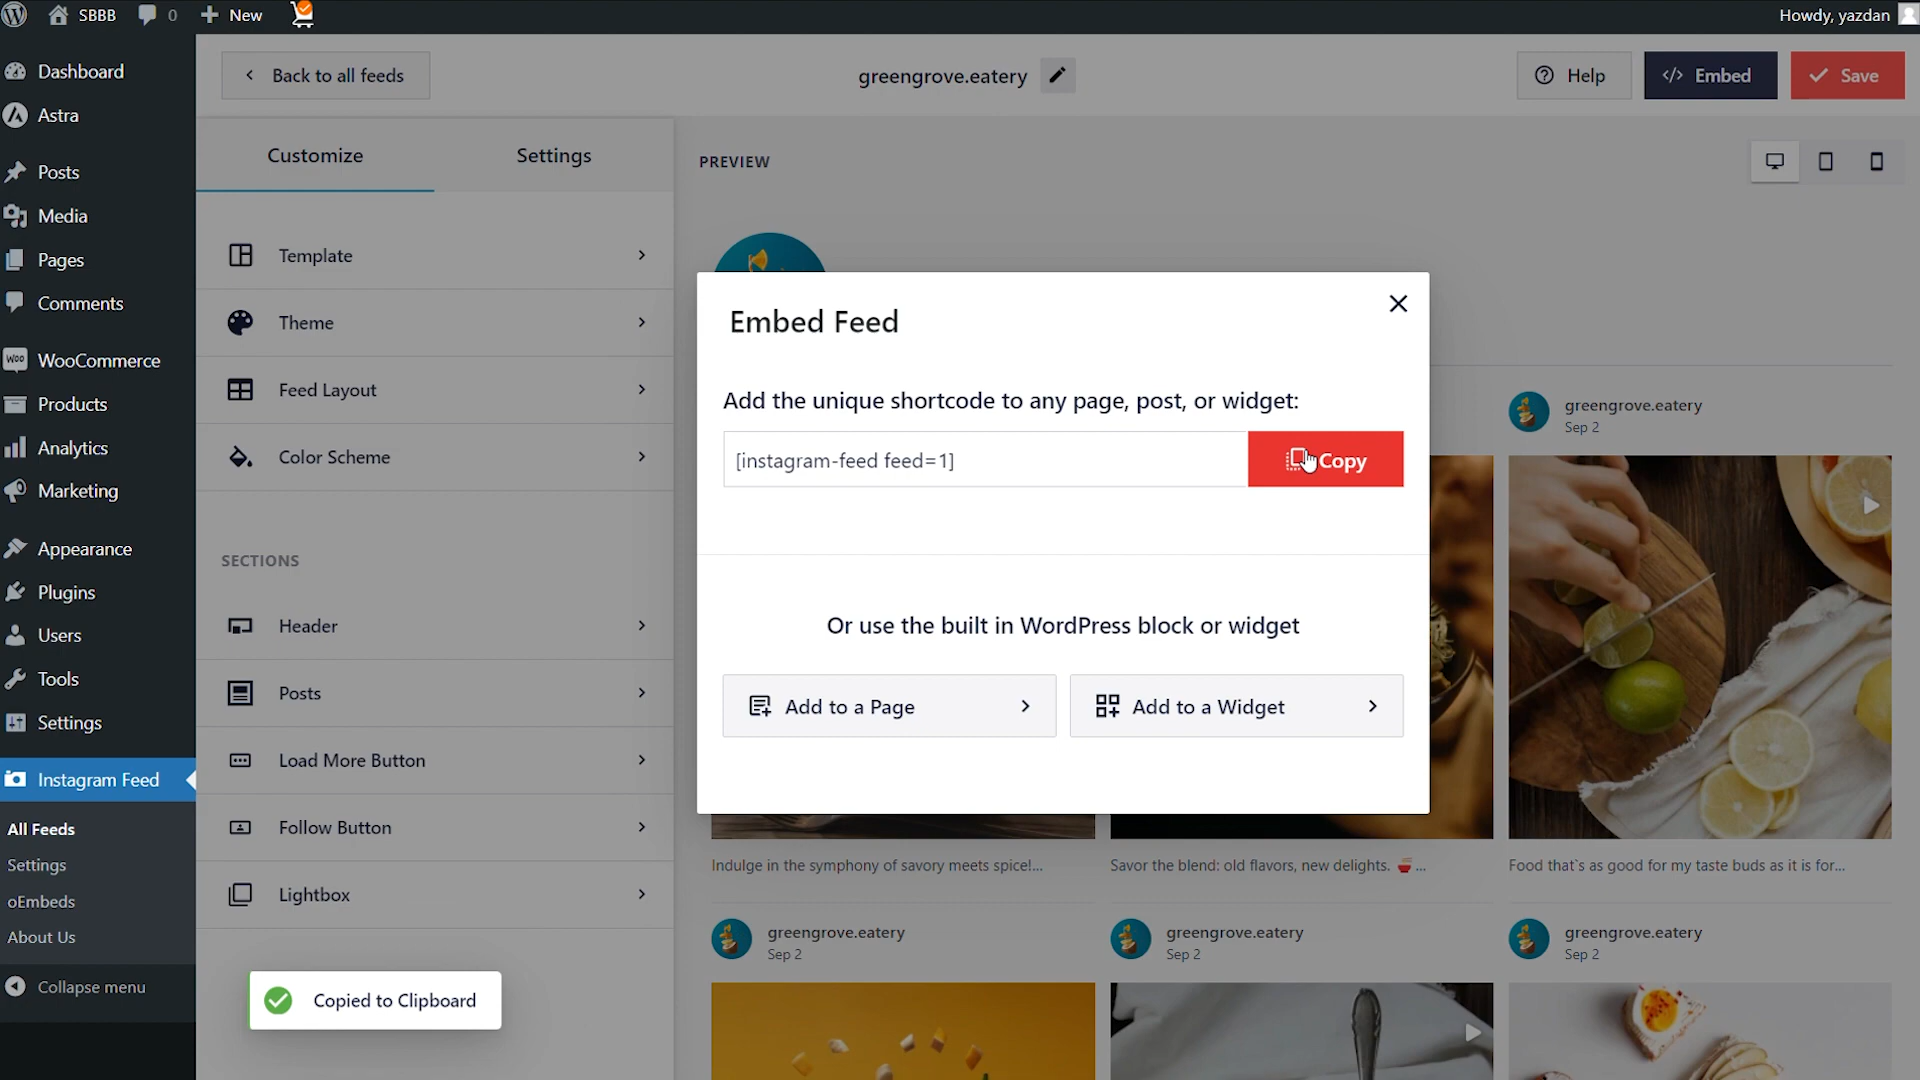 SBBB
0
New
Howdy, yazdan
Dashboard
Astra
Posts
Media
Pages
Comments
WooCommerce
Products
Analytics
Marketing
Appearance
Plugins
Users
Tools
Settings
Instagram Feed
All Feeds
Settings
oEmbeds
About Us
Collapse menu
Back to all feeds
greengrove.eatery
Help
</> Embed
Save
Customize
Settings
Template
Theme
Feed Layout
Color Scheme
SECTIONS
Header
Posts
Load More Button
Follow Button
Lightbox
Copied to Clipboard
PREVIEW
Embed Feed
Add the unique shortcode to any page, post, or widget:
[instagram-feed feed=1]
Copy
Or use the built in WordPress block or widget
Add to a Page
Add to a Widget
greengrove.eatery
Sep 2
Indulge in the symphony of savory meets spice!...
Savor the blend: old flavors, new delights. 🍜 ...
Food that`s as good for my taste buds as it is for...
greengrove.eatery
Sep 2
greengrove.eatery
Sep 2
greengrove.eatery
Sep 2